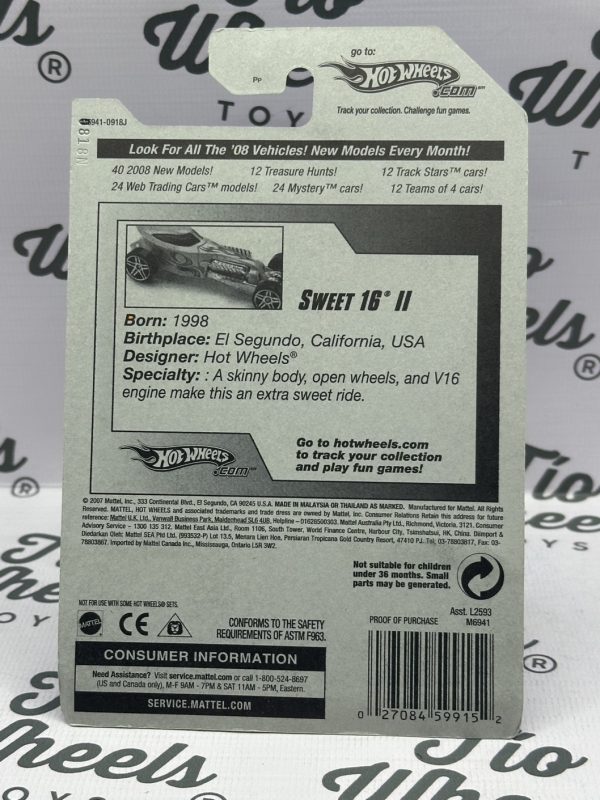 go to:
HOT WHEELS
.COM™
PP
Track your collection. Challenge fun games.
6941-0918J
Look For All The '08 Vehicles! New Models Every Month!
40 2008 New Models! 12 Treasure Hunts! 12 Track Stars™ cars!
24 Web Trading Cars™ models! 24 Mystery™ cars! 12 Teams of 4 cars!
SWEET 16® II
Born: 1998
Birthplace: El Segundo, California, USA
Designer: Hot Wheels®
Specialty: : A skinny body, open wheels, and V16
engine make this an extra sweet ride.
HOT WHEELS
.COM™
Go to hotwheels.com
to track your collection
and play fun games!
© 2007 Mattel, Inc., 333 Continental Blvd., El Segundo, CA 90245 U.S.A. MADE IN MALAYSIA OR THAILAND AS MARKED. Manufactured for Mattel. All Rights
Reserved. MATTEL, HOT WHEELS and associated trademarks and trade dress are owned by Mattel, Inc. Consumer Relations Retain this address for future
reference: Mattel U.K. Ltd, Vanwall Business Park, Maidenhead SL6 4UB. Helpline – 01628500303. Mattel Australia Pty Ltd., Richmond, Victoria, 3121. Consumer
Advisory Service - 1300 135 312. Mattel East Asia Ltd., Room 1106, South Tower, World Finance Centre, Harbour City, Tsimshatsui, HK, China. Diimport &
Diedarkan Oleh: Mattel SEA Ptd Ltd. (993532-P) Lot 13.5, Menara Lien Hoe, Persiaran Tropicana Gold Country Resort, 47410 PJ. Tel: 03-78803817, Fax: 03-
78803867. Imported by Mattel Canada Inc., Mississauga, Ontario L5R 3W2.
Not suitable for children
under 36 months. Small
parts may be generated.
NOT FOR USE WITH SOME HOT WHEELS® SETS.
MATTEL
CE
CONFORMS TO THE SAFETY
REQUIREMENTS OF ASTM F963.
Asst. L2593
PROOF OF PURCHASE M6941
CONSUMER INFORMATION
Need Assistance? Visit service.mattel.com or call 1-800-524-8697
(US and Canada only), M-F 9AM - 7PM & SAT 11AM - 5PM, Eastern.
SERVICE.MATTEL.COM
0 27084 59915 2
Tio
Wheels
®
TOYS